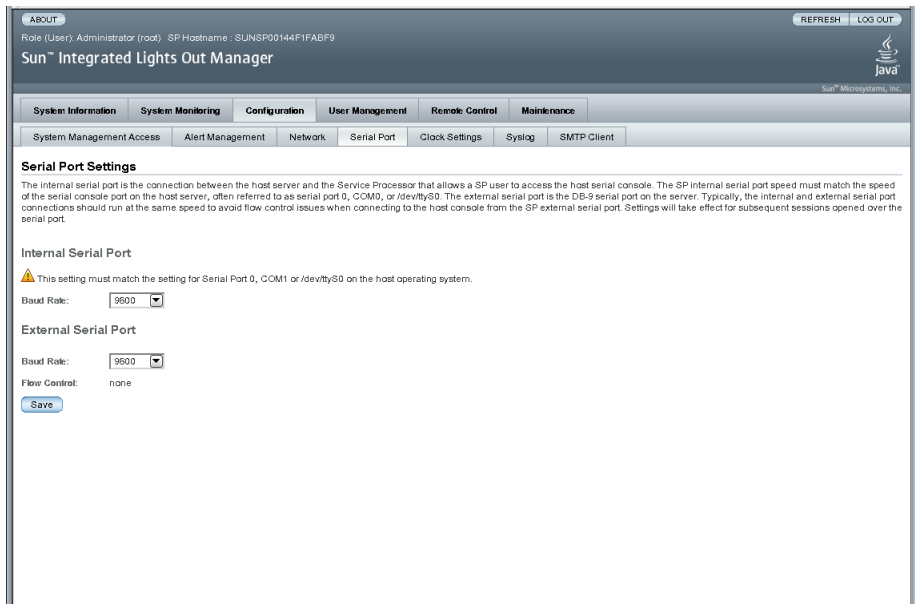 ABOUT
REFRESH LOG OUT
Role (User): Administrator (root) SP Hostname : SUNSP00144F1FABF9
Sun™ Integrated Lights Out Manager
Java™
Sun™ Microsystems, Inc.
System Information System Monitoring Configuration User Management Remote Control Maintenance
System Management Access Alert Management Network Serial Port Clock Settings Syslog SMTP Client
Serial Port Settings
The internal serial port is the connection between the host server and the Service Processor that allows a SP user to access the host serial console. The SP internal serial port speed must match the speed
of the serial console port on the host server, often referred to as serial port 0, COM0, or /dev/ttyS0. The external serial port is the DB-9 serial port on the server. Typically, the internal and external serial port
connections should run at the same speed to avoid flow control issues when connecting to the host console from the SP external serial port. Settings will take effect for subsequent sessions opened over the
serial port.
Internal Serial Port
This setting must match the setting for Serial Port 0, COM1 or /dev/ttyS0 on the host operating system.
Baud Rate: 9600
External Serial Port
Baud Rate: 9600
Flow Control: none
Save